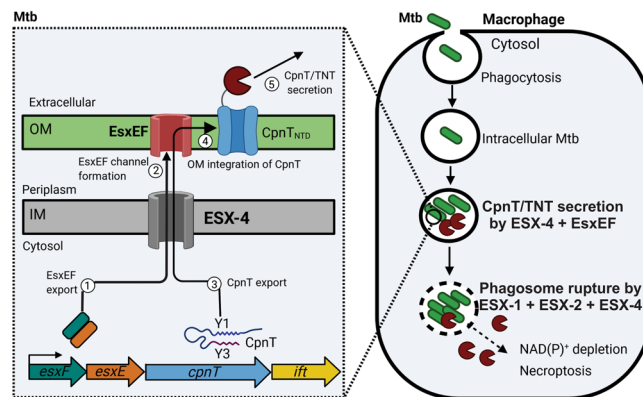 Mtb
Extracellular
OM
EsxEF
CpnT/TNT
secretion
5
4
CpnTNTD
EsxEF channel
formation
2
OM integration of CpnT
Periplasm
IM
ESX-4
Cytosol
EsxEF
export
1
3
CpnT export
Y1
CpnT
Y3
esxF
esxE
cpnT
ift
Mtb
Macrophage
Cytosol
Phagocytosis
Intracellular Mtb
CpnT/TNT secretion
by ESX-4 + EsxEF
Phagosome rupture by
ESX-1 + ESX-2 + ESX-4
NAD(P)⁺ depletion
Necroptosis